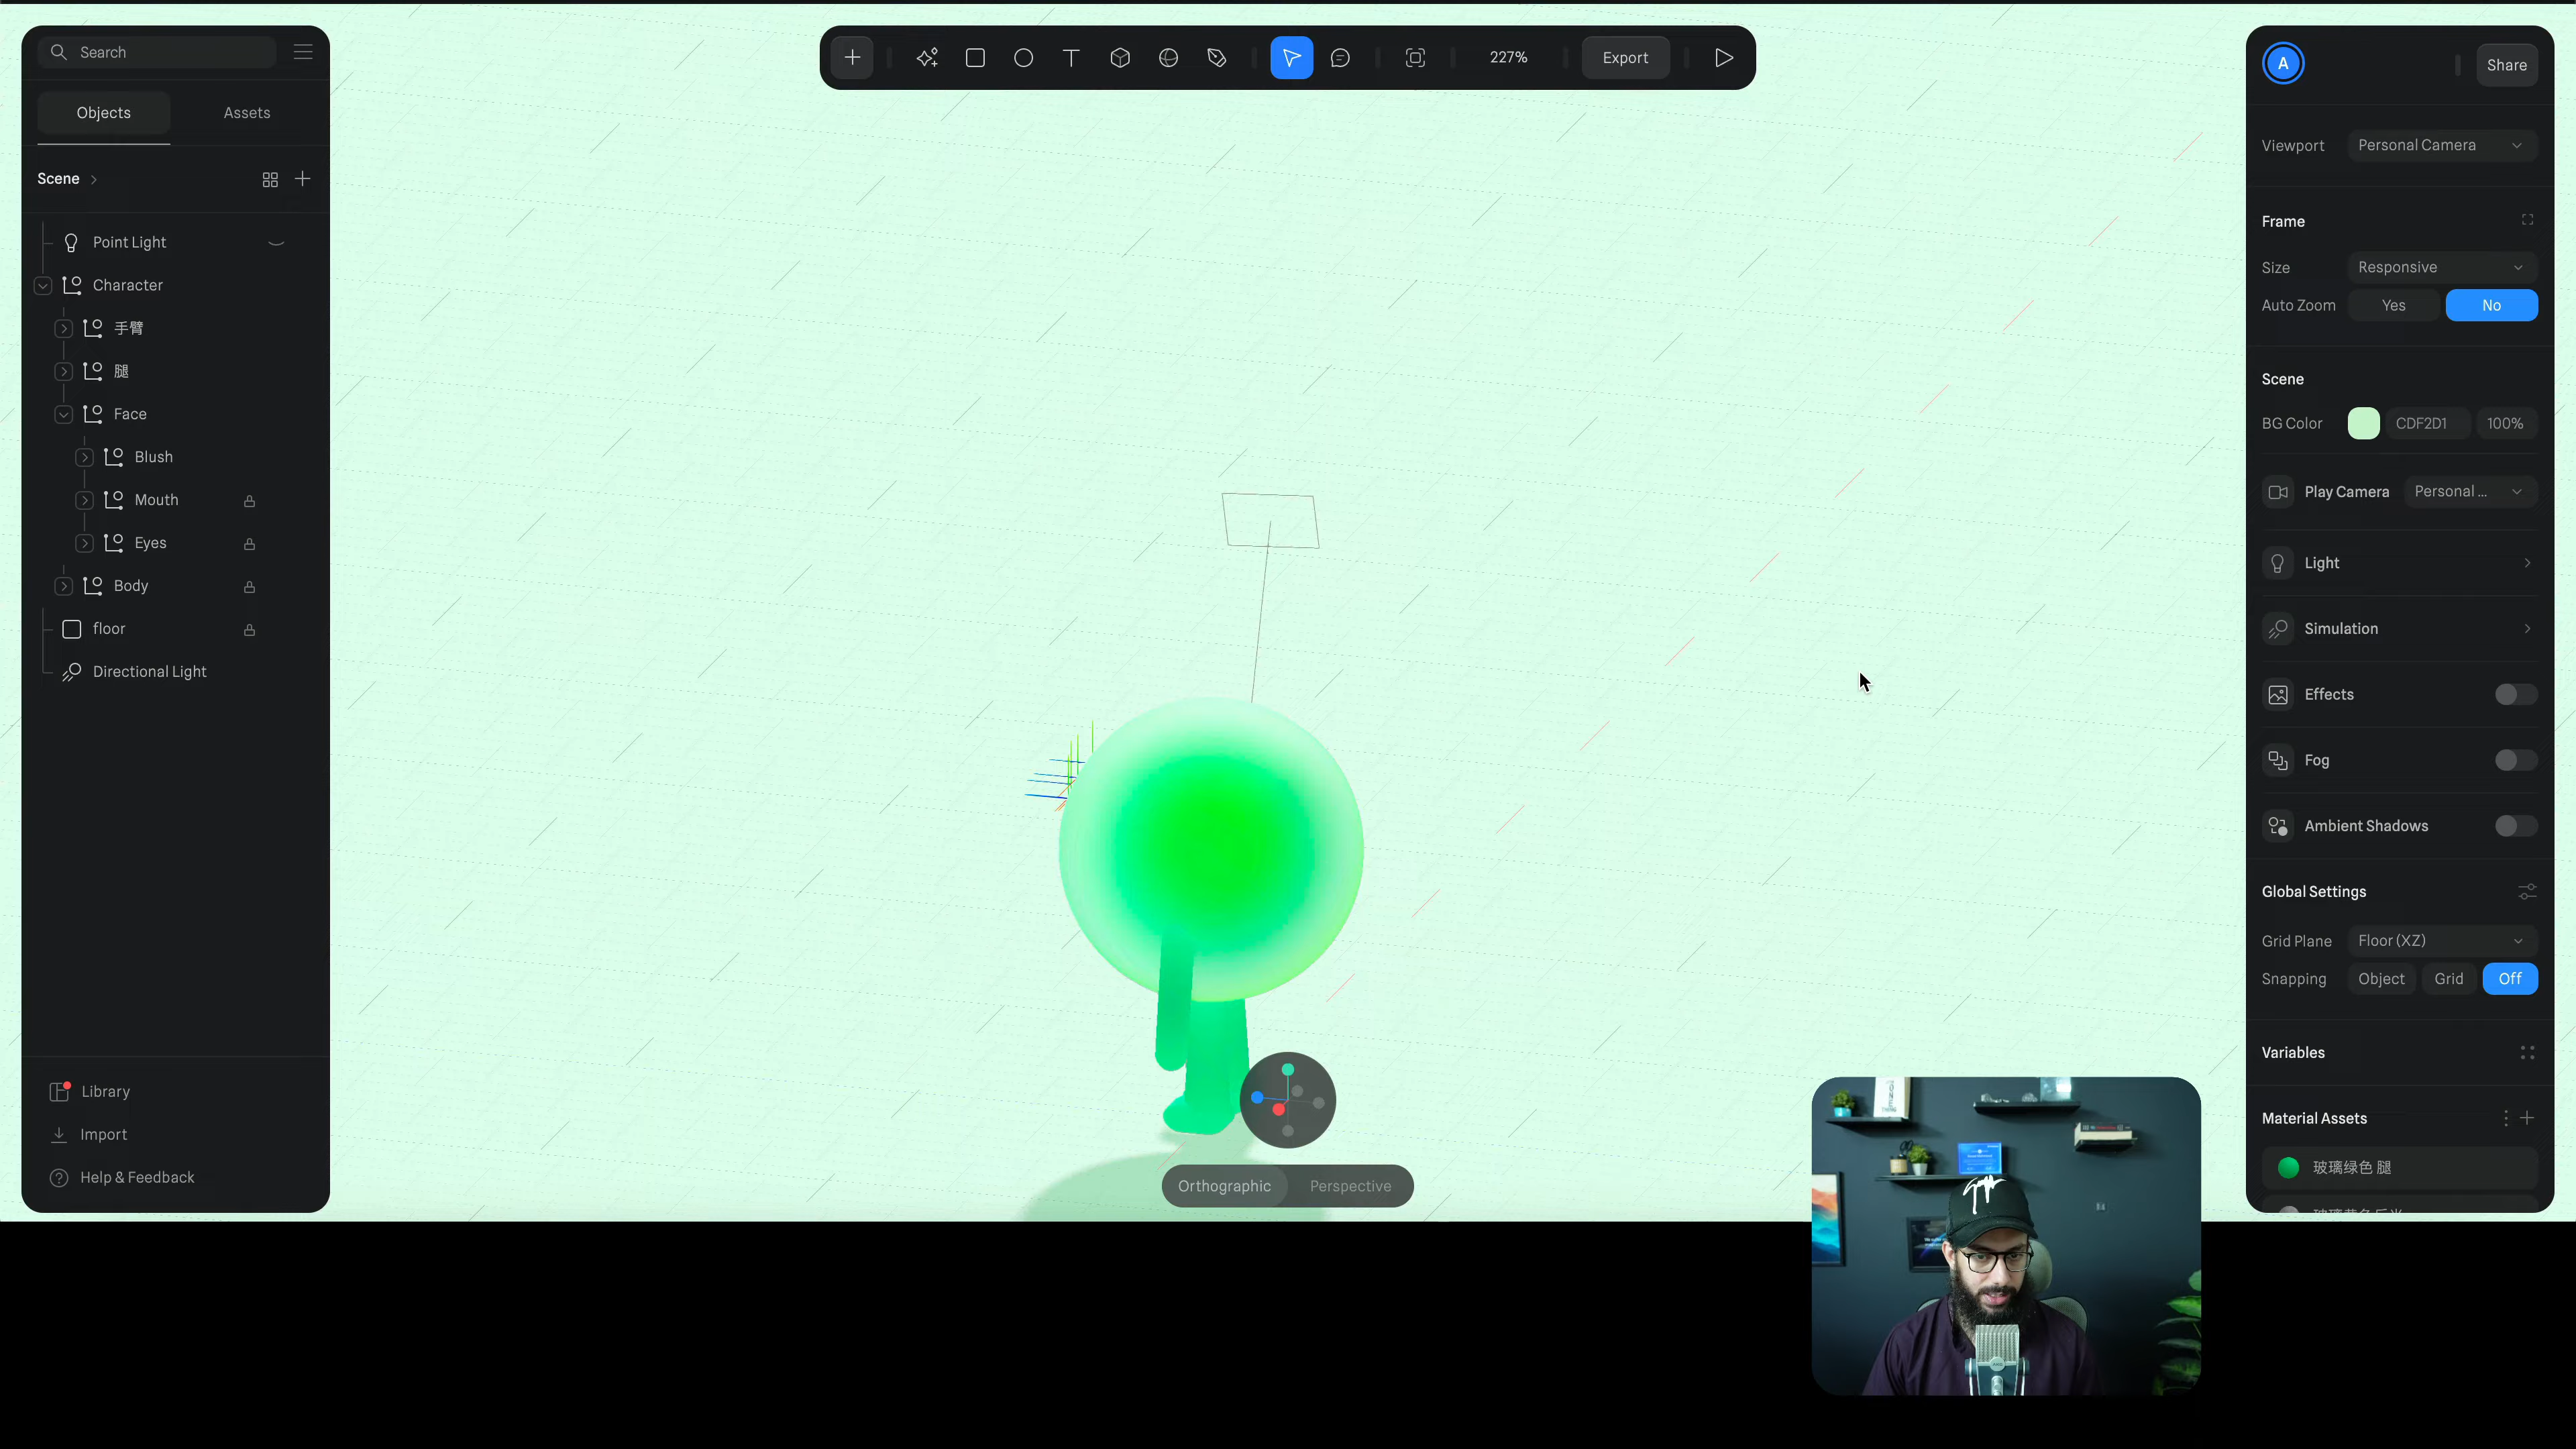 Search
Objects
Assets
Scene
Point Light
Character
手臂
腿
Face
Blush
Mouth
Eyes
Body
floor
Directional Light
Library
Import
Help & Feedback
T
227%
Export
Orthographic
Perspective
A
Share
Viewport
Personal Camera
Frame
Size
Responsive
Auto Zoom
Yes
No
Scene
BG Color
CDF2D1
100%
Play Camera
Personal ...
Light
Simulation
Effects
Fog
Ambient Shadows
Global Settings
Grid Plane
Floor (XZ)
Snapping
Object
Grid
Off
Variables
Material Assets
玻璃绿色 腿